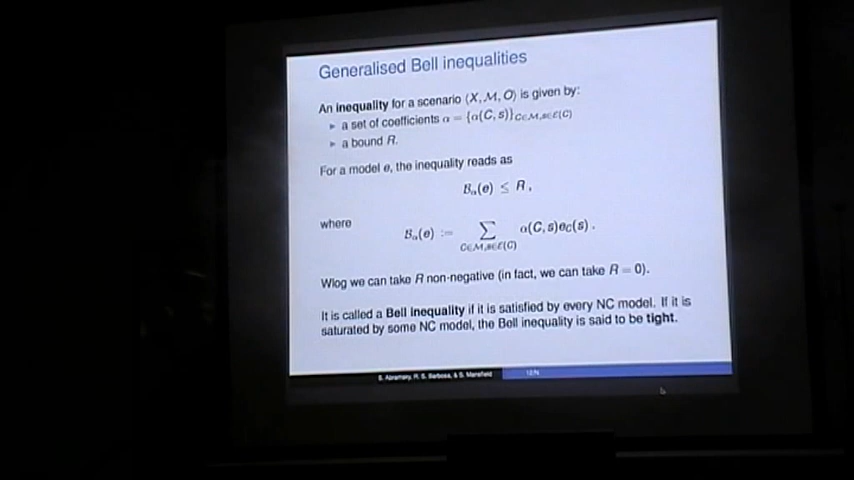 Generalised Bell inequalities
An inequality for a scenario ⟨X, M, O⟩ is given by:
▸ a set of coefficients α = {α(C, s)}C∈M,s∈ℰ(C)
▸ a bound R.
For a model e, the inequality reads as
ℬα(e) ≤ R,
where
ℬα(e) := ∑C∈M,s∈ℰ(C) α(C, s)eC(s).
Wlog we can take R non-negative (in fact, we can take R = 0).
It is called a Bell inequality if it is satisfied by every NC model. If it is
saturated by some NC model, the Bell inequality is said to be tight.
S. Abramsky, R. S. Barbosa, & S. Mansfield